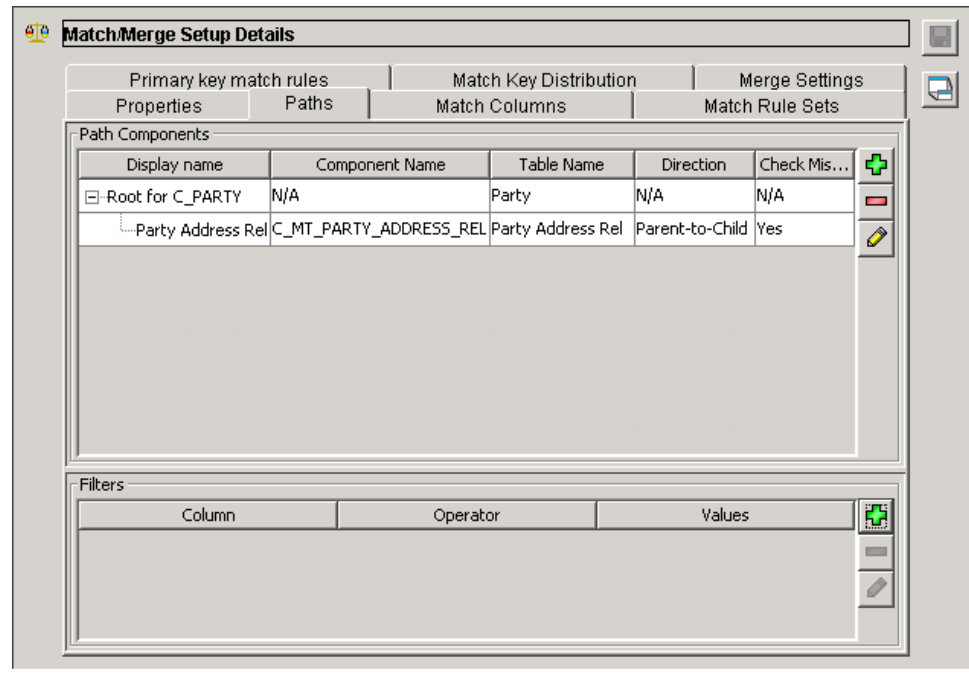 Match/Merge Setup Details
Primary key match rules Match Key Distribution Merge Settings
Properties Paths Match Columns Match Rule Sets
Path Components
Display name Component Name Table Name Direction Check Mis...
Root for C_PARTY N/A Party N/A N/A
Party Address Rel C_MT_PARTY_ADDRESS_REL Party Address Rel Parent-to-Child Yes
Filters
Column Operator Values